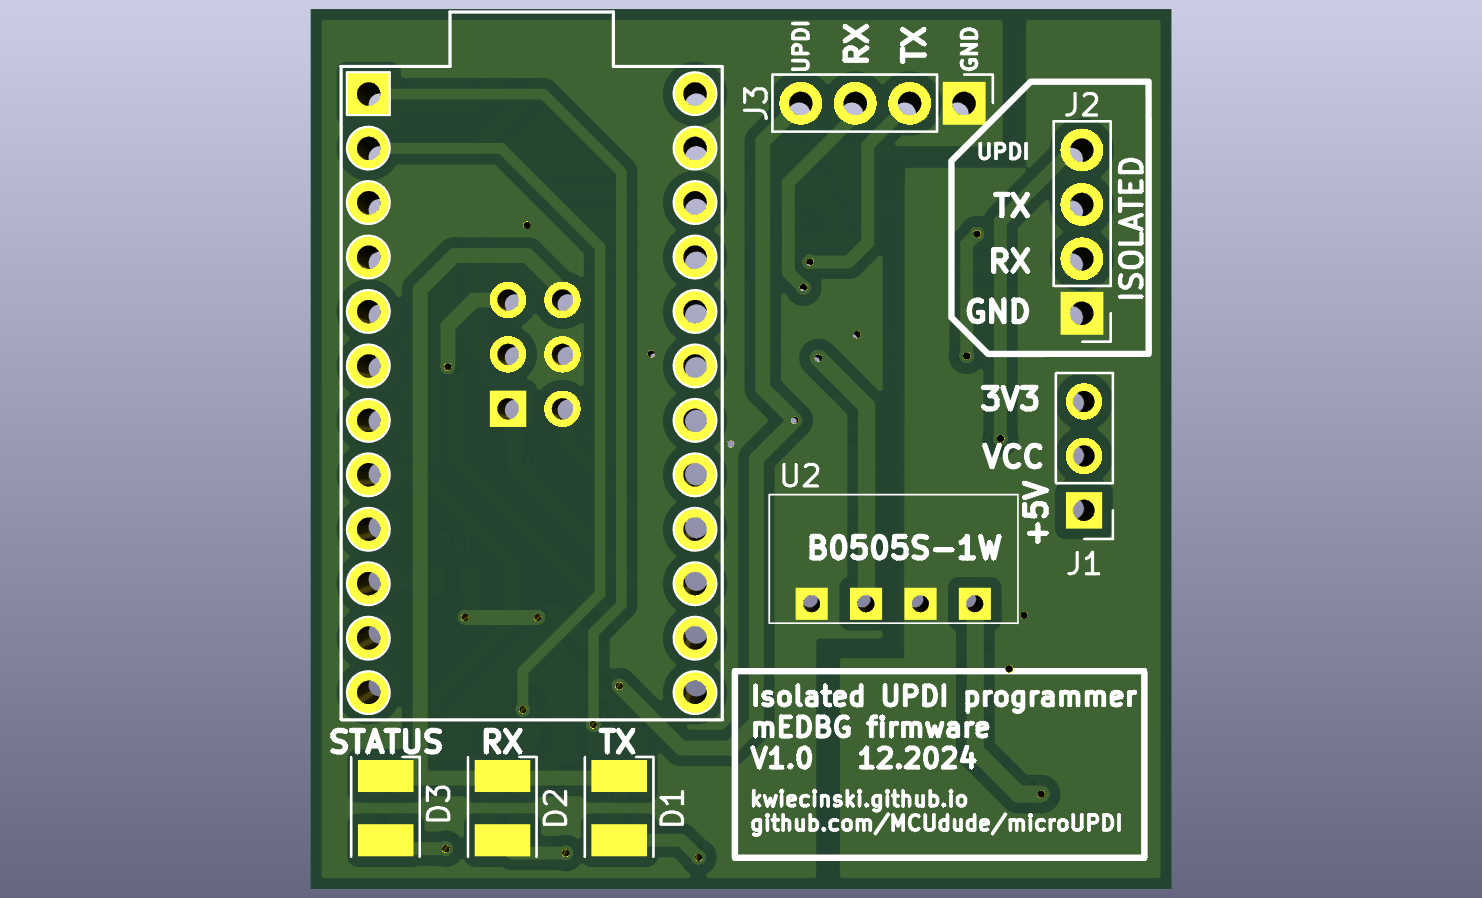 UPDI
RX
TX
GND
J3
J2
UPDI
TX
RX
GND
ISOLATED
3V3
VCC
+5V
J1
U2
B0505S-1W
Isolated UPDI programmer
mEDBG firmware
V1.0 12.2024
kwiecinski.github.io
github.com/MCUdude/microUPDI
STATUS
RX
TX
D3
D2
D1